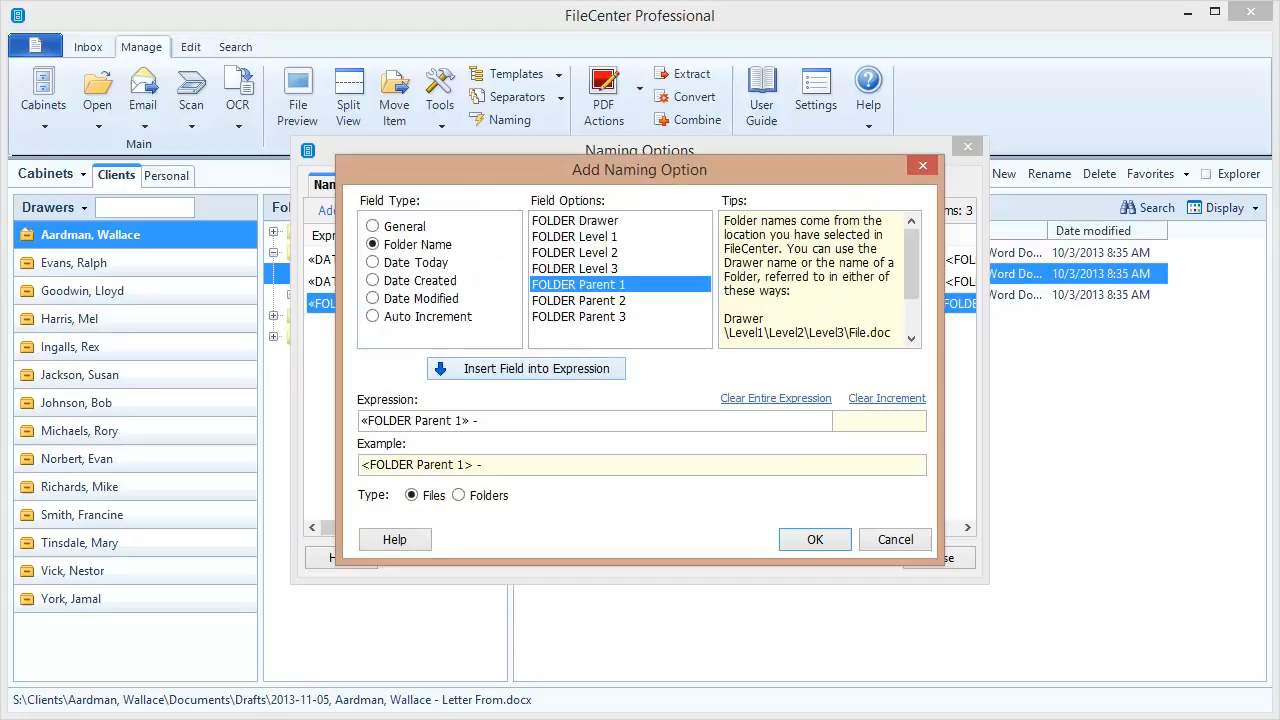 FileCenter Professional
Inbox Manage Edit Search
Cabinets Open Email Scan OCR
Main
File Preview
Split View
Move Item
Tools
Templates
Separators
Naming
PDF Actions
Extract
Convert
Combine
User Guide
Settings
Help
Naming Options
Cabinets Clients Personal
New Rename Delete Favorites Explorer
Drawers
Search Display
Date modified
Aardman, Wallace
Evans, Ralph
Goodwin, Lloyd
Harris, Mel
Ingalls, Rex
Jackson, Susan
Johnson, Bob
Michaels, Rory
Norbert, Evan
Richards, Mike
Smith, Francine
Tinsdale, Mary
Vick, Nestor
York, Jamal
Word Do... 10/3/2013 8:35 AM
Word Do... 10/3/2013 8:35 AM
Word Do... 10/3/2013 8:35 AM
Add Naming Option
Field Type:
General
Folder Name
Date Today
Date Created
Date Modified
Auto Increment
Field Options:
FOLDER Drawer
FOLDER Level 1
FOLDER Level 2
FOLDER Level 3
FOLDER Parent 1
FOLDER Parent 2
FOLDER Parent 3
Tips:
Folder names come from the
location you have selected in
FileCenter. You can use the
Drawer name or the name of a
Folder, referred to in either of
these ways:
Drawer
\Level1\Level2\Level3\File.doc
Insert Field into Expression
Expression: Clear Entire Expression Clear Increment
«FOLDER Parent 1» -
Example:
<FOLDER Parent 1> -
Type: Files Folders
Help OK Cancel
S:\Clients\Aardman, Wallace\Documents\Drafts\2013-11-05, Aardman, Wallace - Letter From.docx